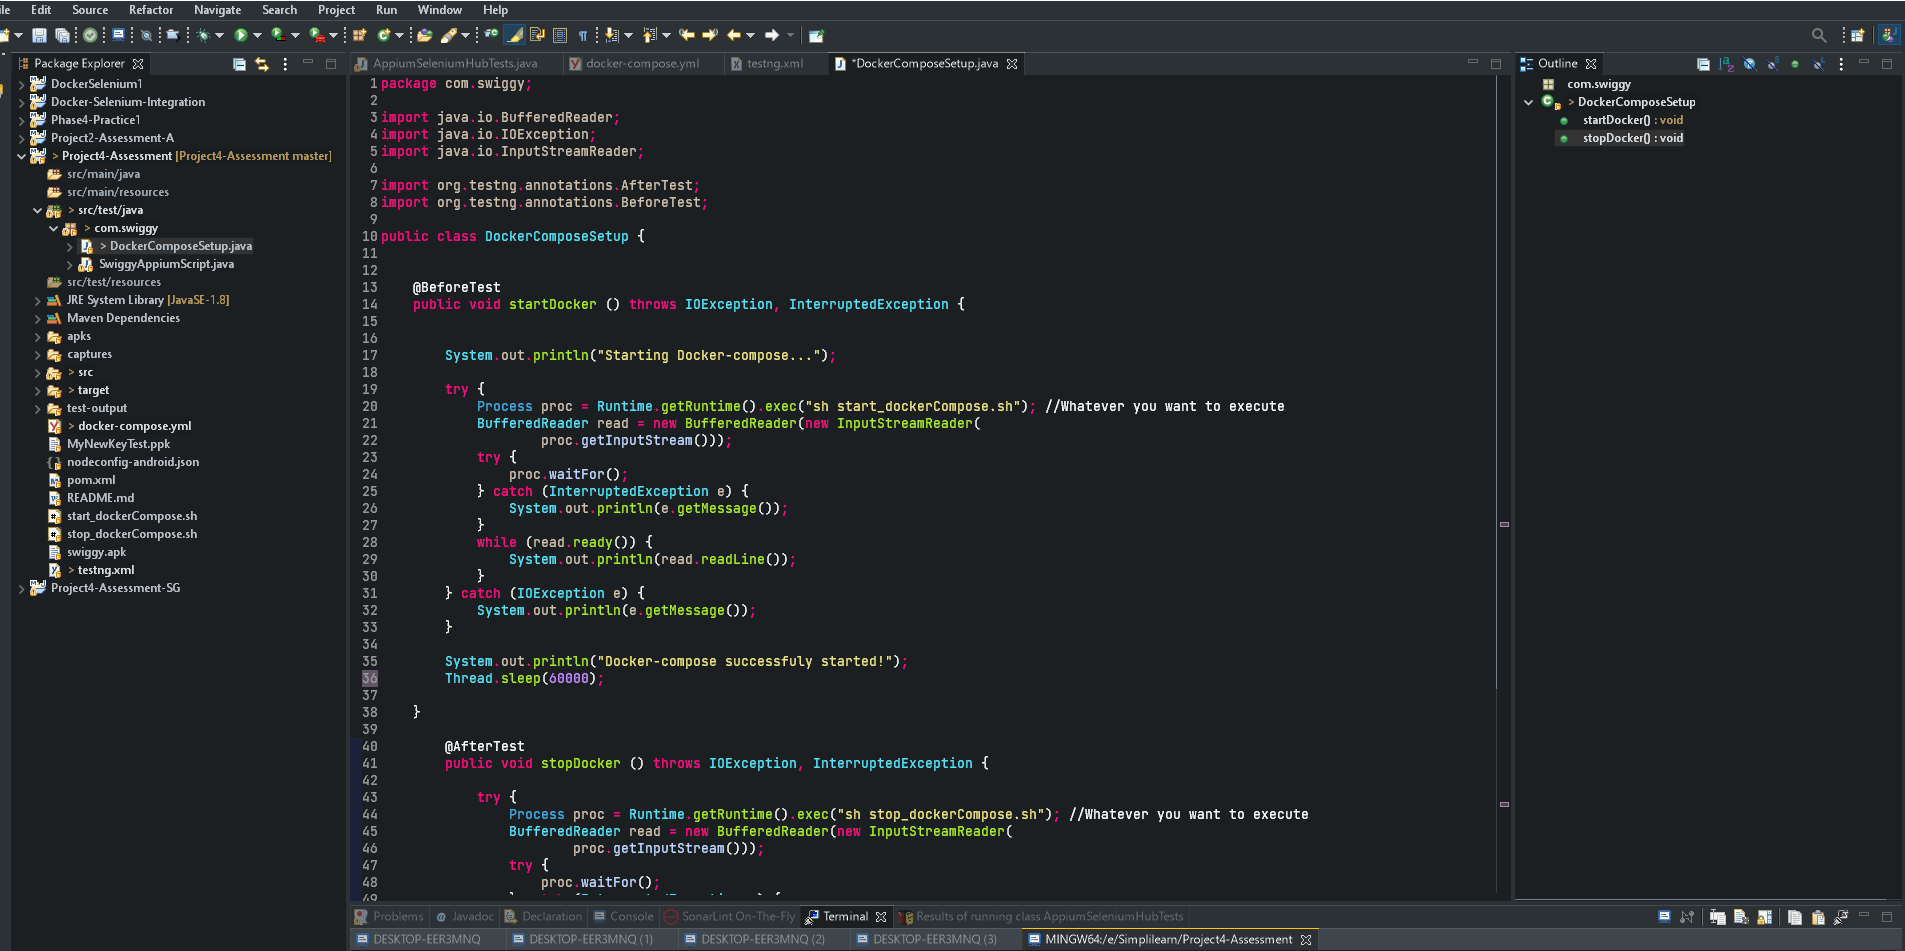 Edit Source Refactor Navigate Search Project Run Window Help
Package Explorer
DockerSelenium1
Docker-Selenium-Integration
Phase4-Practice1
Project2-Assessment-A
> Project4-Assessment [Project4-Assessment master]
src/main/java
src/main/resources
> src/test/java
> com.swiggy
> DockerComposeSetup.java
SwiggyAppiumScript.java
src/test/resources
JRE System Library [JavaSE-1.8]
Maven Dependencies
apks
captures
> src
> target
test-output
> docker-compose.yml
MyNewKeyTest.ppk
nodeconfig-android.json
pom.xml
README.md
start_dockerCompose.sh
stop_dockerCompose.sh
swiggy.apk
> testng.xml
Project4-Assessment-SG
AppiumSeleniumHubTests.java docker-compose.yml testng.xml *DockerComposeSetup.java
1 package com.swiggy;
2
3 import java.io.BufferedReader;
4 import java.io.IOException;
5 import java.io.InputStreamReader;
6
7 import org.testng.annotations.AfterTest;
8 import org.testng.annotations.BeforeTest;
9
10 public class DockerComposeSetup {
11
12
13 @BeforeTest
14 public void startDocker () throws IOException, InterruptedException {
15
16
17 System.out.println("Starting Docker-compose...");
18
19 try {
20 Process proc = Runtime.getRuntime().exec("sh start_dockerCompose.sh"); //Whatever you want to execute
21 BufferedReader read = new BufferedReader(new InputStreamReader(
22 proc.getInputStream()));
23 try {
24 proc.waitFor();
25 } catch (InterruptedException e) {
26 System.out.println(e.getMessage());
27 }
28 while (read.ready()) {
29 System.out.println(read.readLine());
30 }
31 } catch (IOException e) {
32 System.out.println(e.getMessage());
33 }
34
35 System.out.println("Docker-compose successfuly started!");
36 Thread.sleep(60000);
37
38 }
39
40 @AfterTest
41 public void stopDocker () throws IOException, InterruptedException {
42
43 try {
44 Process proc = Runtime.getRuntime().exec("sh stop_dockerCompose.sh"); //Whatever you want to execute
45 BufferedReader read = new BufferedReader(new InputStreamReader(
46 proc.getInputStream()));
47 try {
48 proc.waitFor();
Outline
com.swiggy
> DockerComposeSetup
startDocker() : void
stopDocker() : void
Problems @ Javadoc Declaration Console SonarLint On-The-Fly Terminal Results of running class AppiumSeleniumHubTests
DESKTOP-EER3MNQ DESKTOP-EER3MNQ (1) DESKTOP-EER3MNQ (2) DESKTOP-EER3MNQ (3) MINGW64:/e/Simplilearn/Project4-Assessment